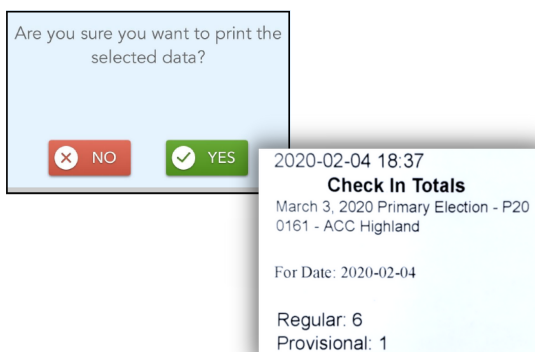 Are you sure you want to print the
selected data?
NO
YES
2020-02-04 18:37
Check In Totals
March 3, 2020 Primary Election - P20
0161 - ACC Highland
For Date: 2020-02-04
Regular: 6
Provisional: 1